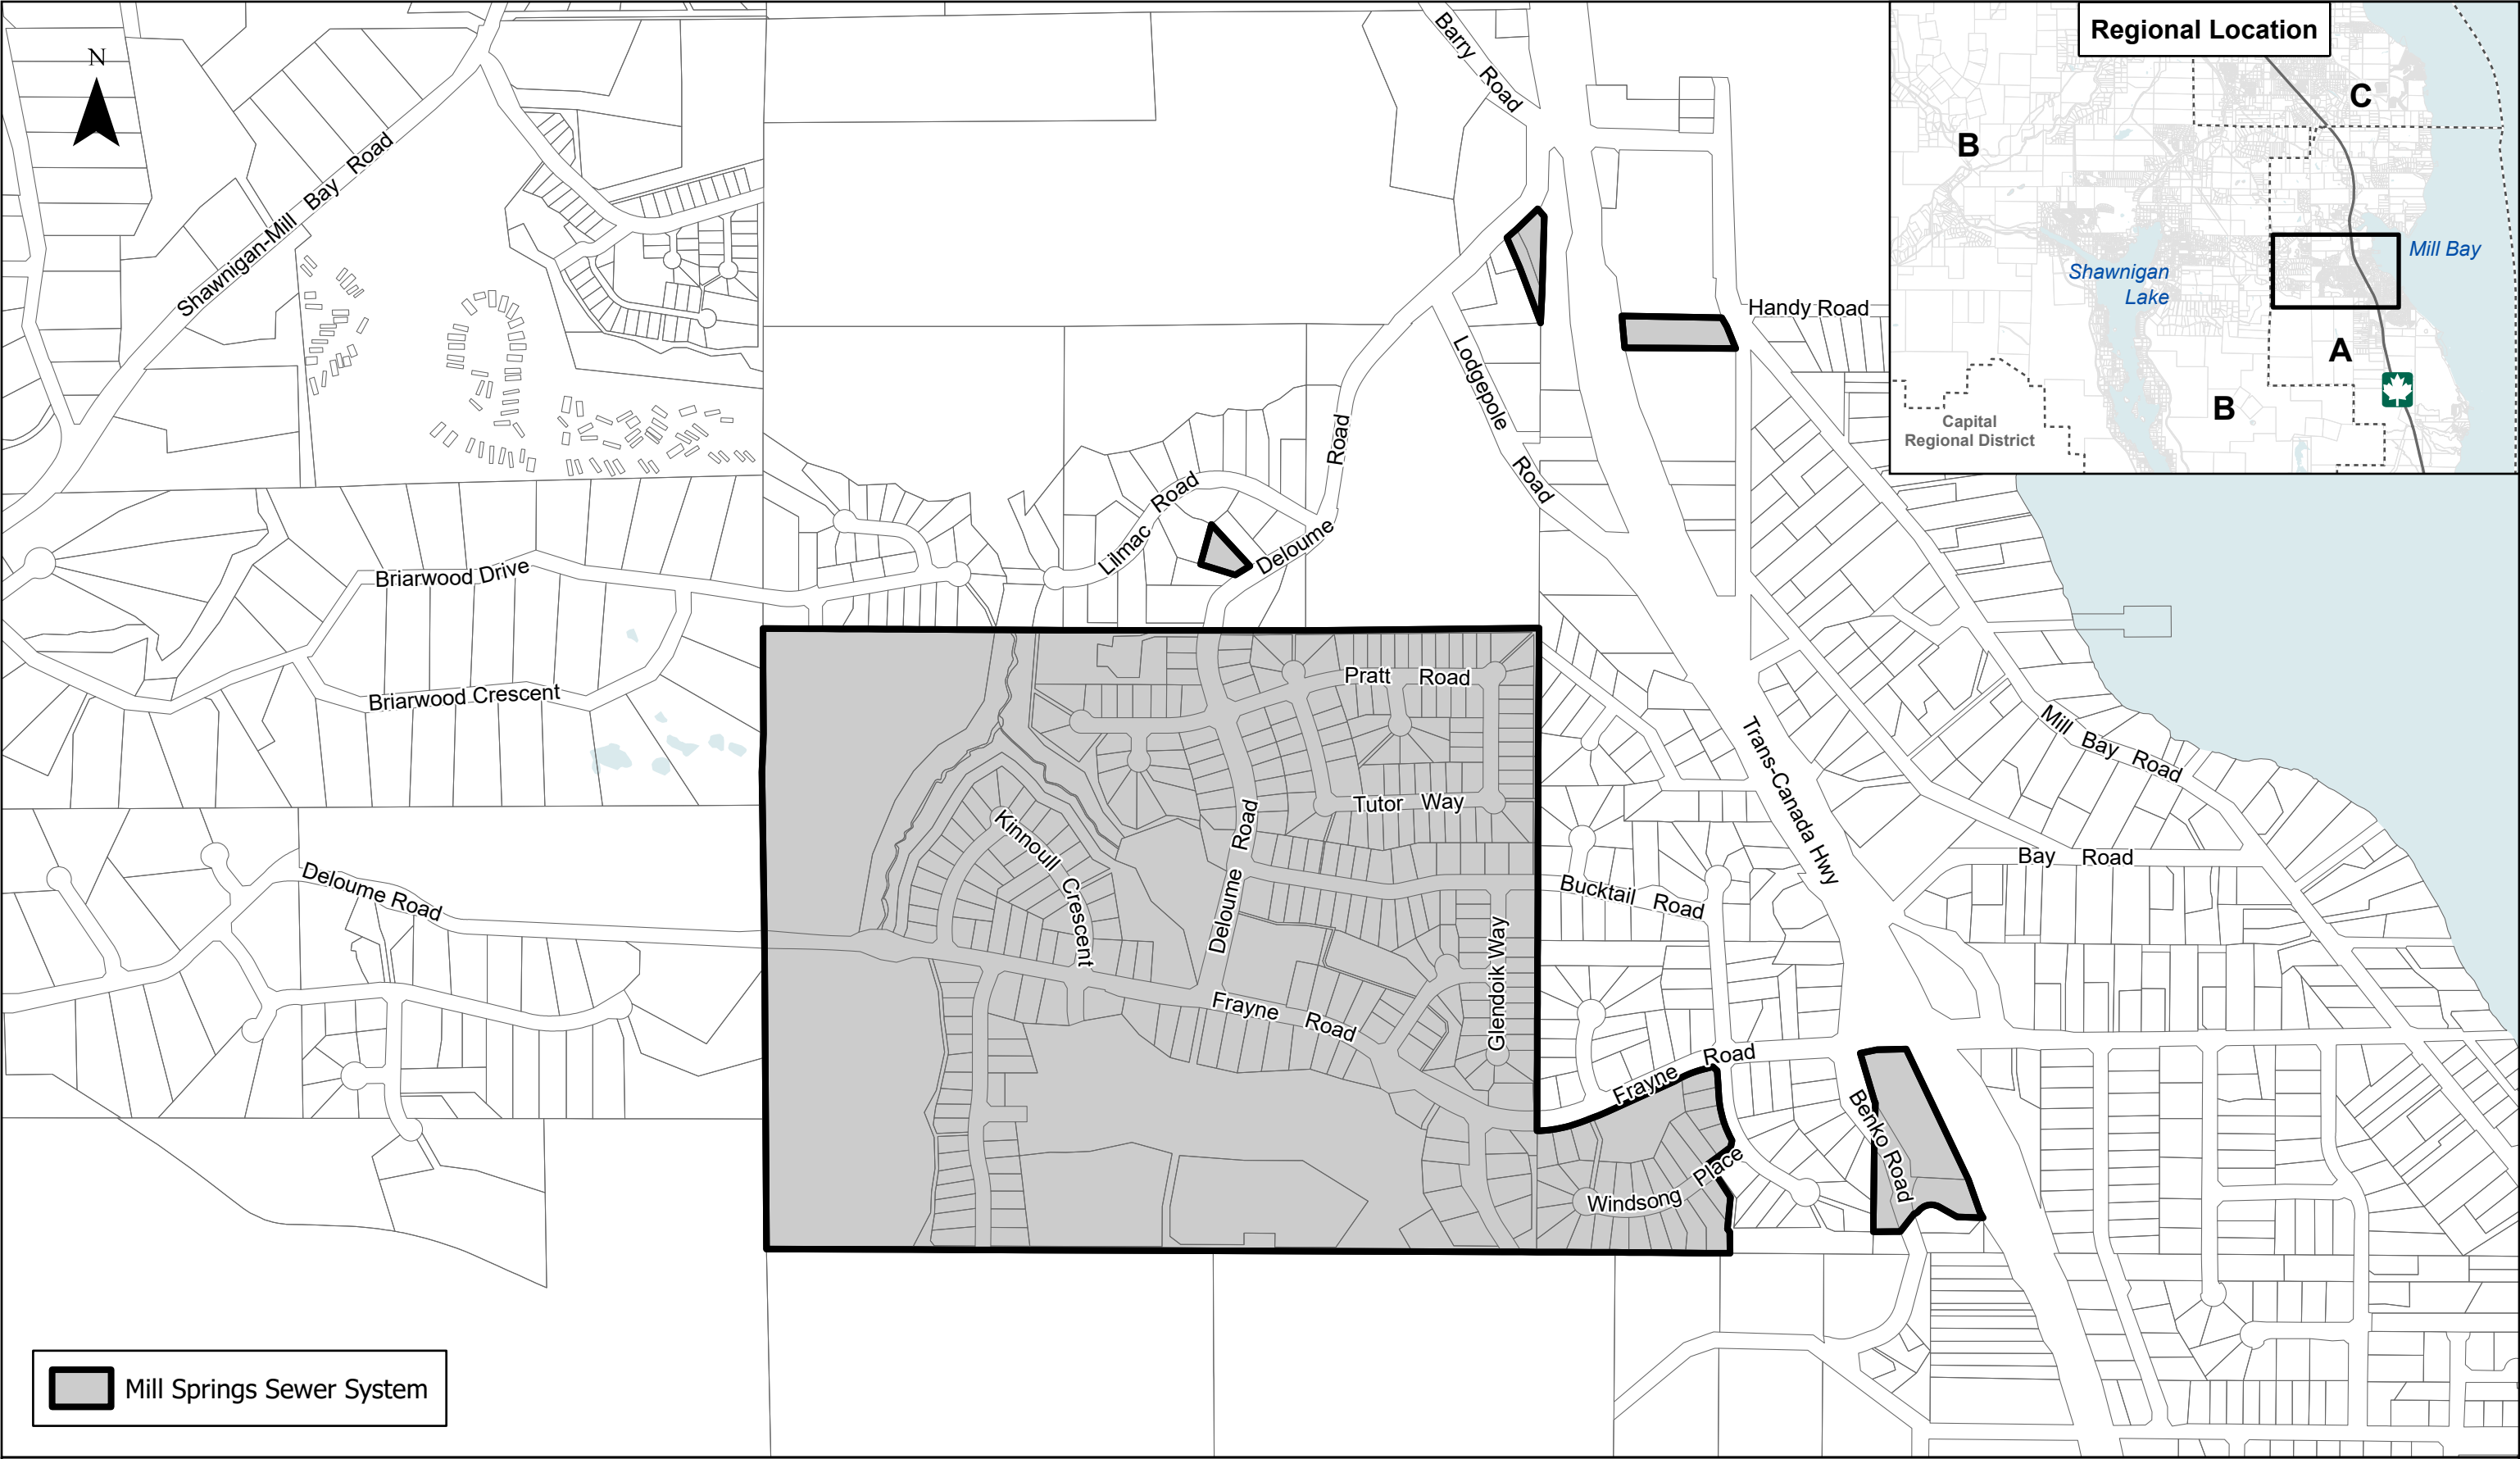 N
Barry Road
Regional Location
C
B
Shawnigan-Mill Bay Road
Mill Bay
Shawnigan
Lake
Handy Road
A
B
Capital
Regional District
Lodgepole Road
Road
Lilmac Road
Deloume
Briarwood Drive
Briarwood Crescent
Pratt Road
Mill Bay Road
Trans-Canada Hwy
Tutor Way
Kinnoull Crescent
Deloume Road
Bay Road
Deloume Road
Bucktail Road
Glendoik Way
Frayne Road
Frayne Road
Benko Road
Windsong Place
Mill Springs Sewer System